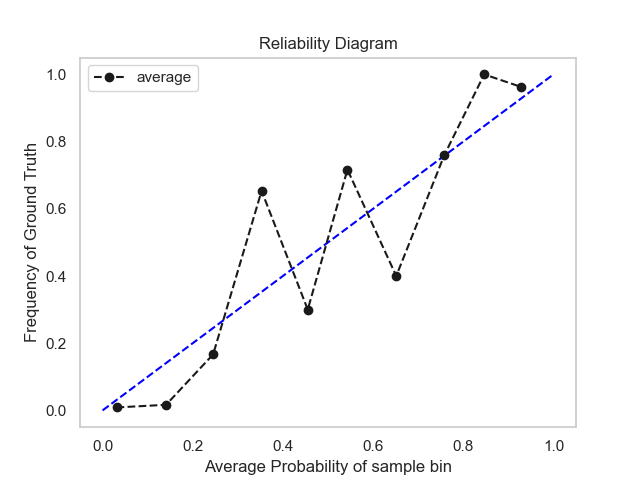 Reliability Diagram
average
Frequency of Ground Truth
1.0
0.8
0.6
0.4
0.2
0.0
0.0 0.2 0.4 0.6 0.8 1.0
Average Probability of sample bin